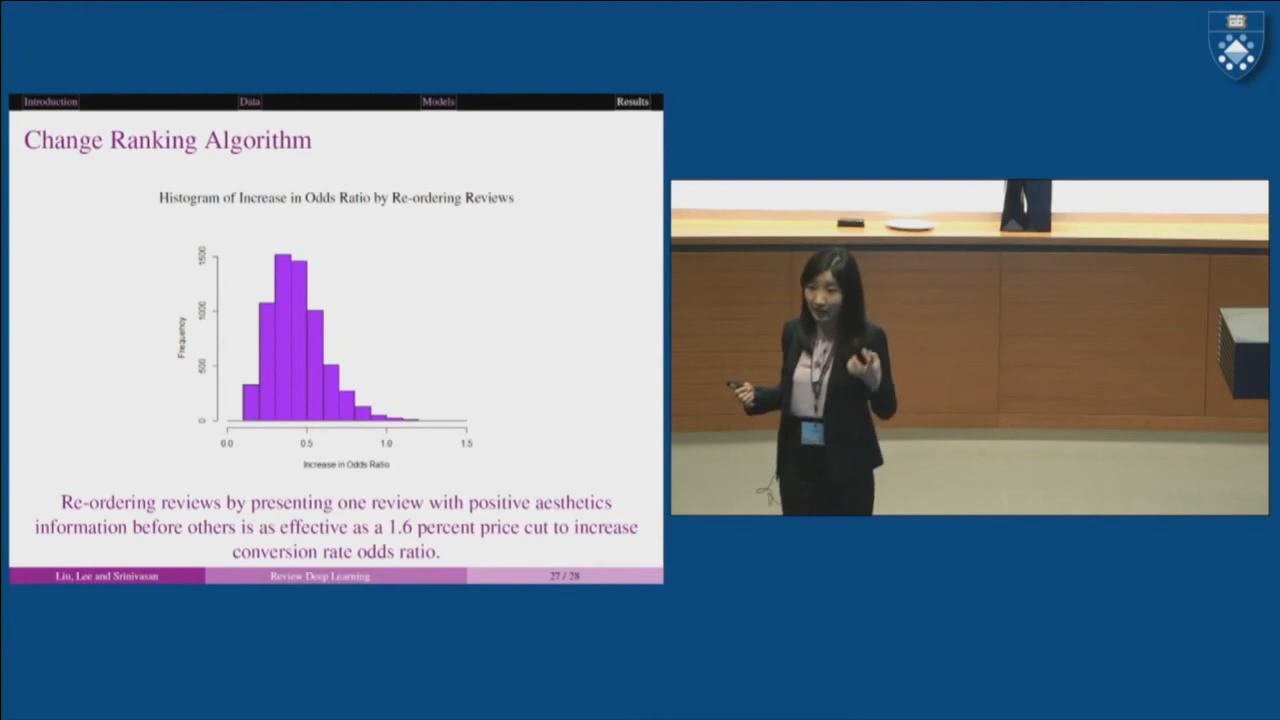 Introduction Data Models Results
Change Ranking Algorithm
Histogram of Increase in Odds Ratio by Re-ordering Reviews
Frequency
1500
1000
500
0
0.0 0.5 1.0 1.5
Increase in Odds Ratio
Re-ordering reviews by presenting one review with positive aesthetics
information before others is as effective as a 1.6 percent price cut to increase
conversion rate odds ratio.
Liu, Lee and Srinivasan Review Deep Learning 27 / 28